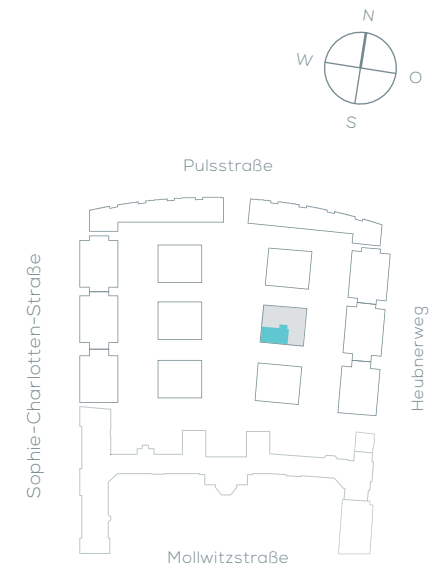 N
W
O
S
Pulsstraße
Sophie-Charlotten-Straße
Heubnerweg
Mollwitzstraße